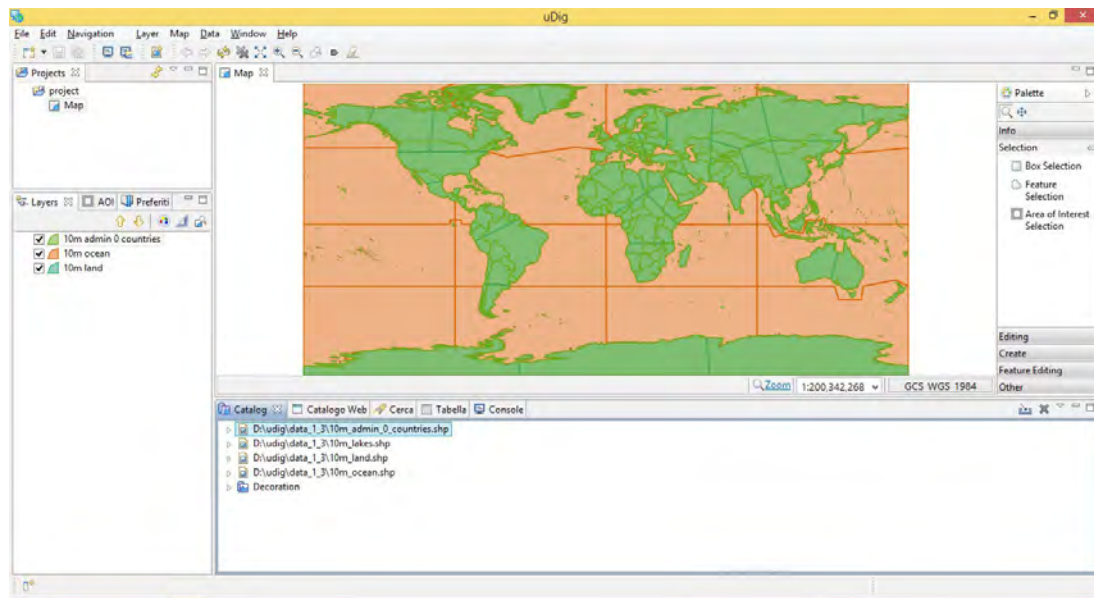 uDig
File Edit Navigation Layer Map Data Window Help
Projects
project
Map
Layers AOI Preferiti
10m admin 0 countries
10m ocean
10m land
Map
Zoom 1:200,342,268 GCS WGS 1984
Palette
Info
Selection
Box Selection
Feature
Selection
Area of Interest
Selection
Editing
Create
Feature Editing
Other
Catalog Catalogo Web Cerca Tabella Console
D:\udig\data_1_3\10m_admin_0_countries.shp
D:\udig\data_1_3\10m_lakes.shp
D:\udig\data_1_3\10m_land.shp
D:\udig\data_1_3\10m_ocean.shp
Decoration